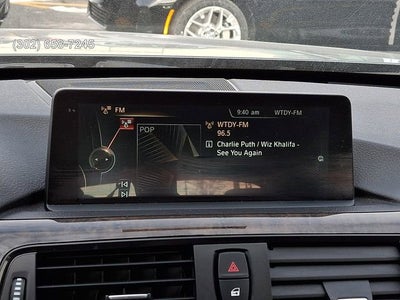 (302) 658-7245
FM
9:40 am
WTDY-FM
POP
WTDY-FM
96.5
Charlie Puth / Wiz Khalifa -
See You Again